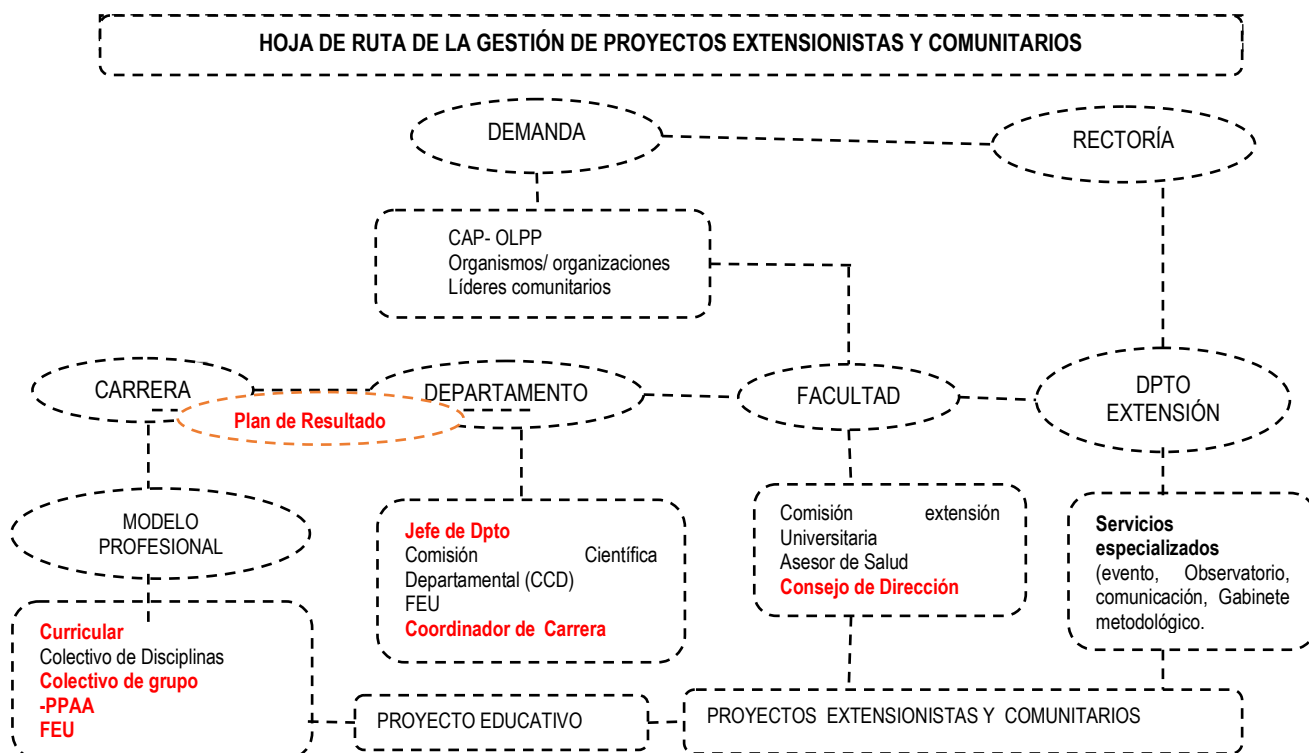 HOJA DE RUTA DE LA GESTIÓN DE PROYECTOS EXTENSIONISTAS Y COMUNITARIOS
DEMANDA
RECTORÍA
CAP- OLPP
Organismos/ organizaciones
Líderes comunitarios
CARRERA
DEPARTAMENTO
FACULTAD
DPTO
EXTENSIÓN
Plan de Resultado
MODELO
PROFESIONAL
Jefe de Dpto
Comisión Científica
Departamental (CCD)
FEU
Coordinador de Carrera
Comisión extensión
Universitaria
Asesor de Salud
Consejo de Dirección
Servicios
especializados
(evento, Observatorio,
comunicación, Gabinete
metodológico.
Curricular
Colectivo de Disciplinas
Colectivo de grupo
-PPAA
FEU
PROYECTO EDUCATIVO
PROYECTOS EXTENSIONISTAS Y COMUNITARIOS